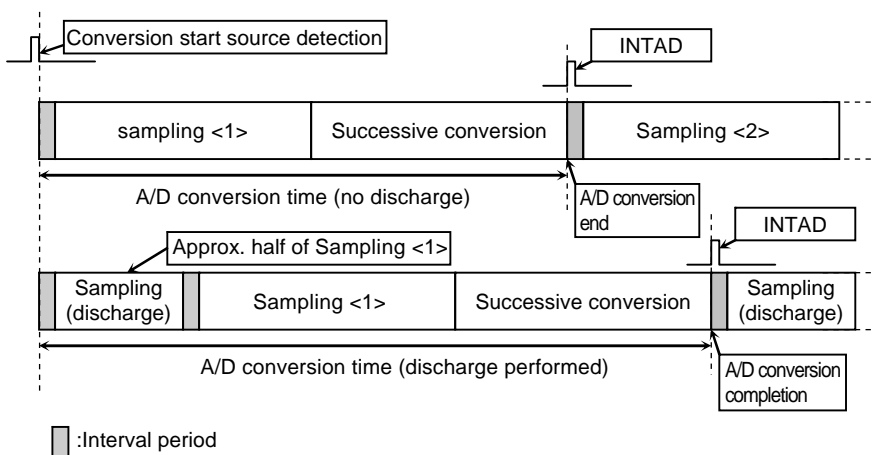 Conversion start source detection
INTAD
sampling <1>
Successive conversion
Sampling <2>
A/D conversion time (no discharge)
A/D conversion
end
INTAD
Approx. half of Sampling <1>
Sampling
(discharge)
Sampling <1>
Successive conversion
Sampling
(discharge)
A/D conversion time (discharge performed)
A/D conversion
completion
:Interval period